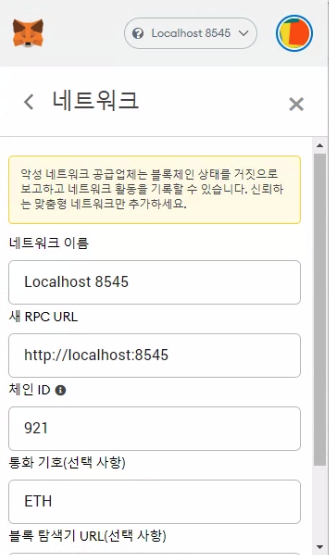 Localhost 8545
네트워크
악성 네트워크 공급업체는 블록체인 상태를 거짓으로
보고하고 네트워크 활동을 기록할 수 있습니다. 신뢰하
는 맞춤형 네트워크만 추가하세요.
네트워크 이름
Localhost 8545
새 RPC URL
http://localhost:8545
체인 ID
921
통화 기호(선택 사항)
ETH
블록 탐색기 URL(선택 사항)